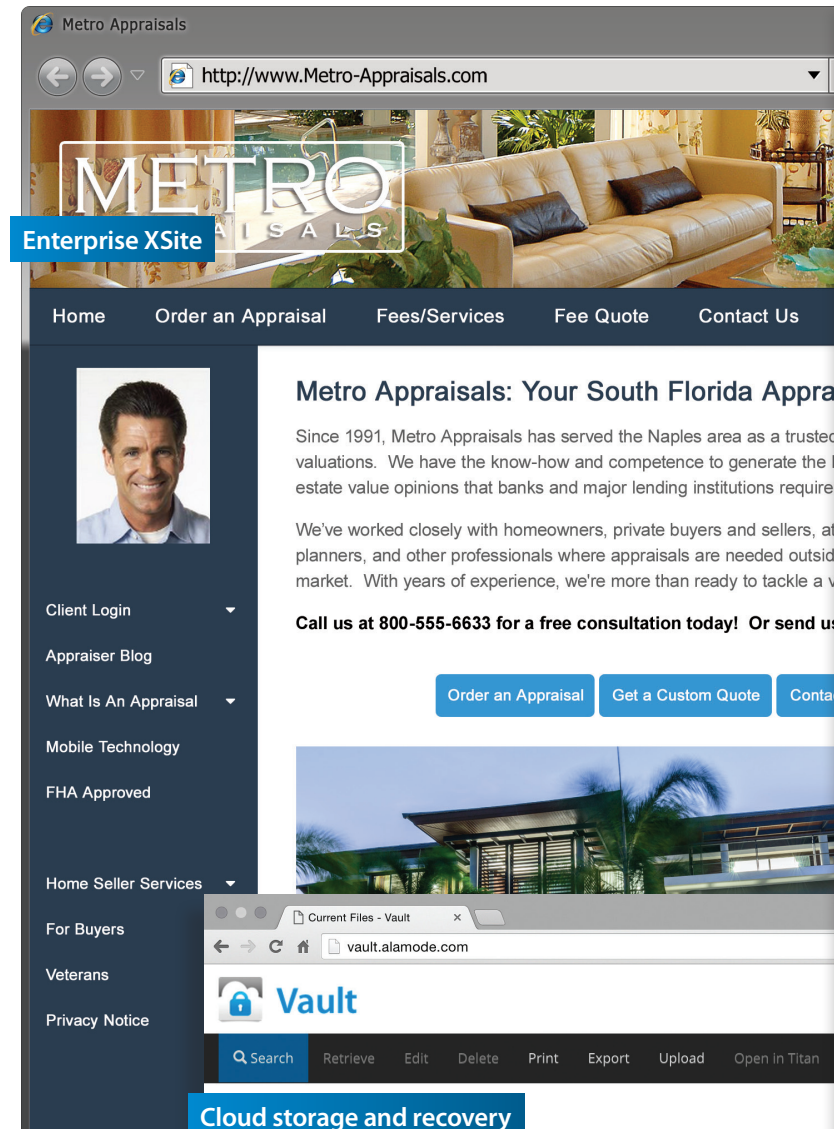 Metro Appraisals
http://www.Metro-Appraisals.com
METRO
AISALS
Enterprise XSite
Home Order an Appraisal Fees/Services Fee Quote Contact Us
Metro Appraisals: Your South Florida Appra
Since 1991, Metro Appraisals has served the Naples area as a trusted
valuations. We have the know-how and competence to generate the
estate value opinions that banks and major lending institutions require
We've worked closely with homeowners, private buyers and sellers, at
planners, and other professionals where appraisals are needed outsid
market. With years of experience, we're more than ready to tackle a v
Call us at 800-555-6633 for a free consultation today! Or send us
Order an Appraisal Get a Custom Quote Conta
Client Login
Appraiser Blog
What Is An Appraisal
Mobile Technology
FHA Approved
Home Seller Services
For Buyers
Veterans
Privacy Notice
Current Files - Vault
vault.alamode.com
Vault
Search Retrieve Edit Delete Print Export Upload Open in Titan
Cloud storage and recovery